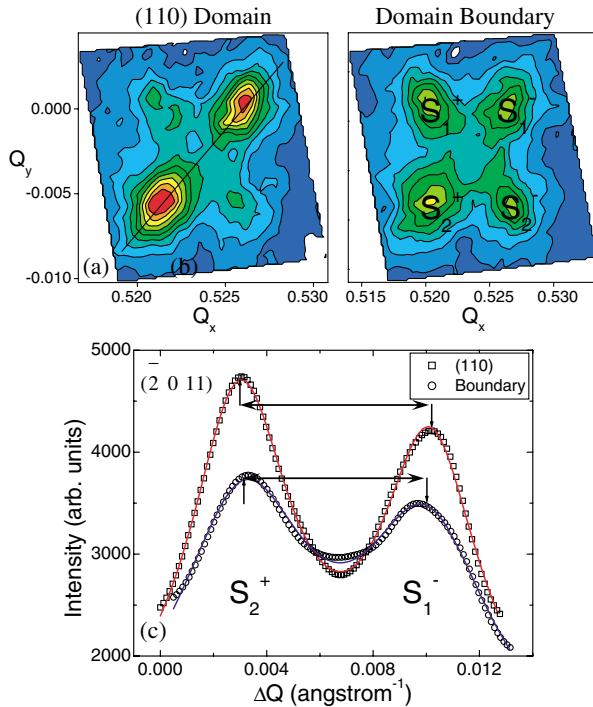 (110) Domain Domain Boundary
0.000
-0.005
-0.010
Q_y
S_1^+ S_1^-
S_2^+ S_2^-
(a) (b)
0.520 0.525 0.530 0.515 0.520 0.525 0.530
Q_x Q_x
5000
4000
3000
2000
Intensity (arb. units)
(2̅ 0 11)
(110)
Boundary
S_2^+ S_1^-
(c)
0.000 0.004 0.008 0.012
ΔQ (angstrom⁻¹)